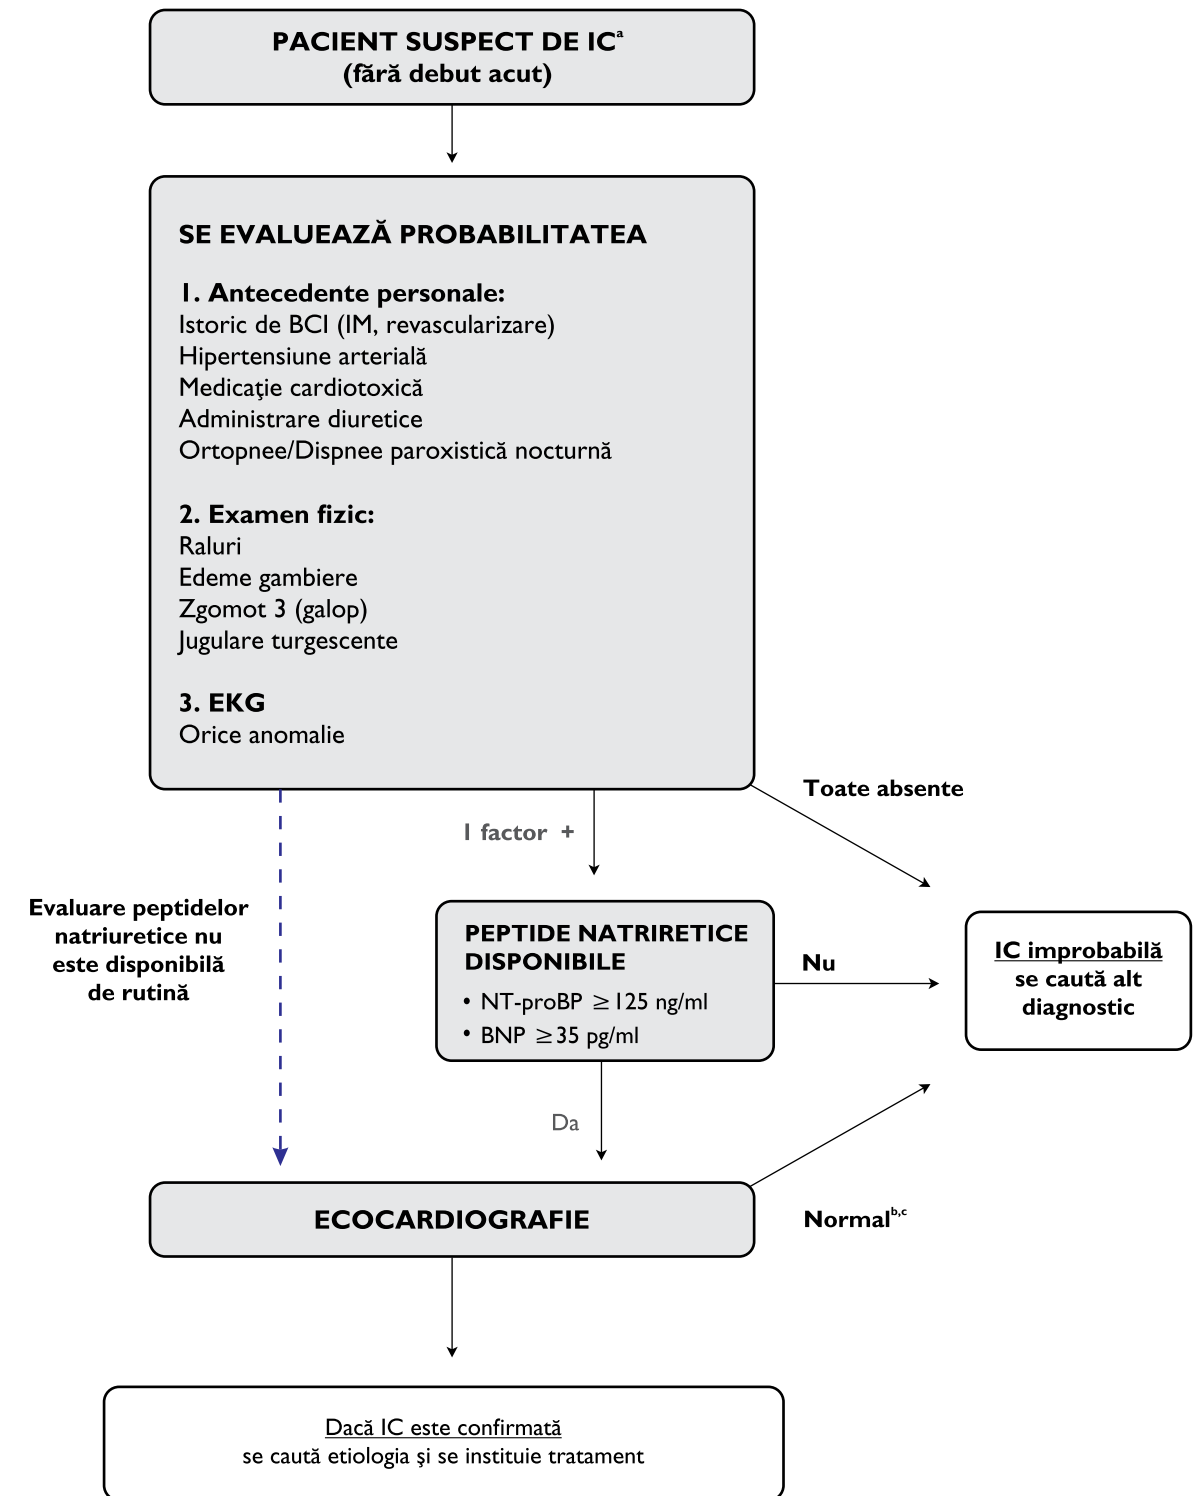 PACIENT SUSPECT DE ICᵃ
(fără debut acut)
SE EVALUEAZĂ PROBABILITATEA
1. Antecedente personale:
Istoric de BCI (IM, revascularizare)
Hipertensiune arterială
Medicaţie cardiotoxică
Administrare diuretice
Ortopnee/Dispnee paroxistică nocturnă
2. Examen fizic:
Raluri
Edeme gambiere
Zgomot 3 (galop)
Jugulare turgescente
3. EKG
Orice anomalie
Toate absente
1 factor +
Evaluare peptidelor
natriuretice nu
este disponibilă
de rutină
PEPTIDE NATRIRETICE
DISPONIBILE
• NT-proBP ≥125 ng/ml
• BNP ≥35 pg/ml
Nu
IC improbabilă
se caută alt
diagnostic
Da
ECOCARDIOGRAFIE
Normalᵇ,ᶜ
Dacă IC este confirmată
se caută etiologia şi se instituie tratament